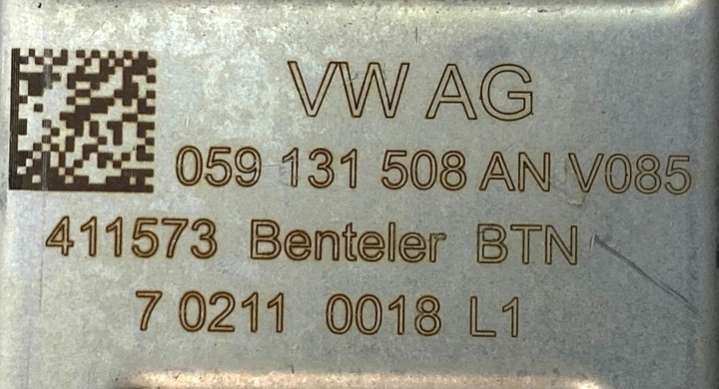 VW AG
059 131 508 AN V085
411573 Benteler BTN
7 0211 0018 L1